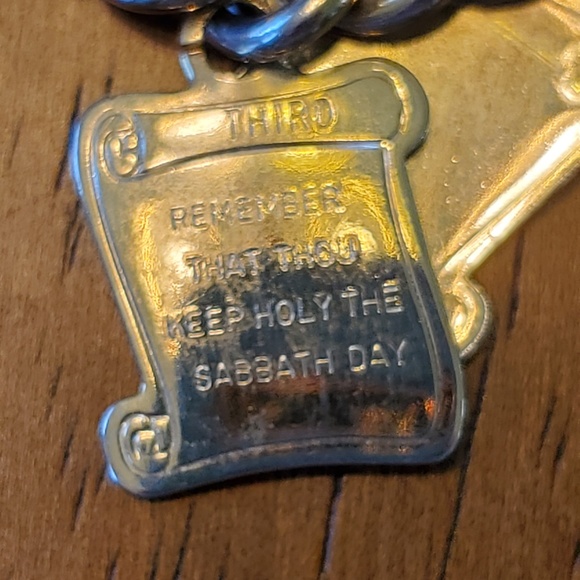 THIRD
REMEMBER
THAT THOU
KEEP HOLY THE
SABBATH DAY